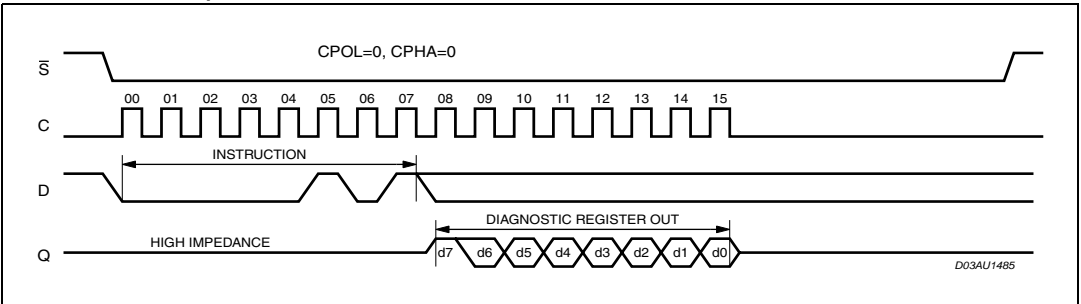 CPOL=0, CPHA=0
S
00 01 02 03 04 05 06 07 08 09 10 11 12 13 14 15
C
INSTRUCTION
D
DIAGNOSTIC REGISTER OUT
HIGH IMPEDANCE
Q
d7 d6 d5 d4 d3 d2 d1 d0
D03AU1485